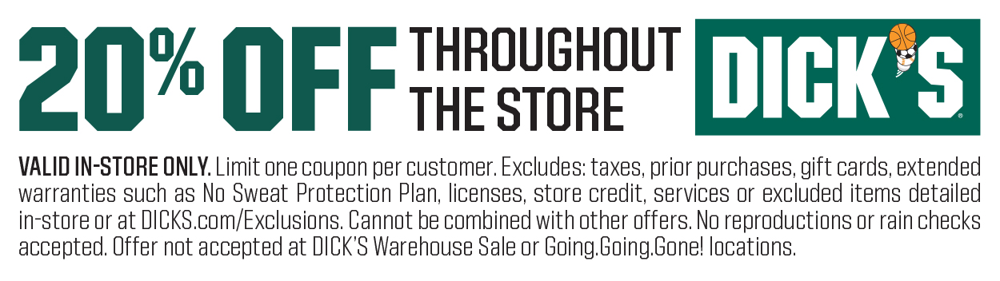 20% OFF
THROUGHOUT
THE STORE
DICK'S
VALID IN-STORE ONLY. Limit one coupon per customer. Excludes: taxes, prior purchases, gift cards, extended
warranties such as No Sweat Protection Plan, licenses, store credit, services or excluded items detailed
in-store or at DICKS.com/Exclusions. Cannot be combined with other offers. No reproductions or rain checks
accepted. Offer not accepted at DICK'S Warehouse Sale or Going.Going.Gone! locations.